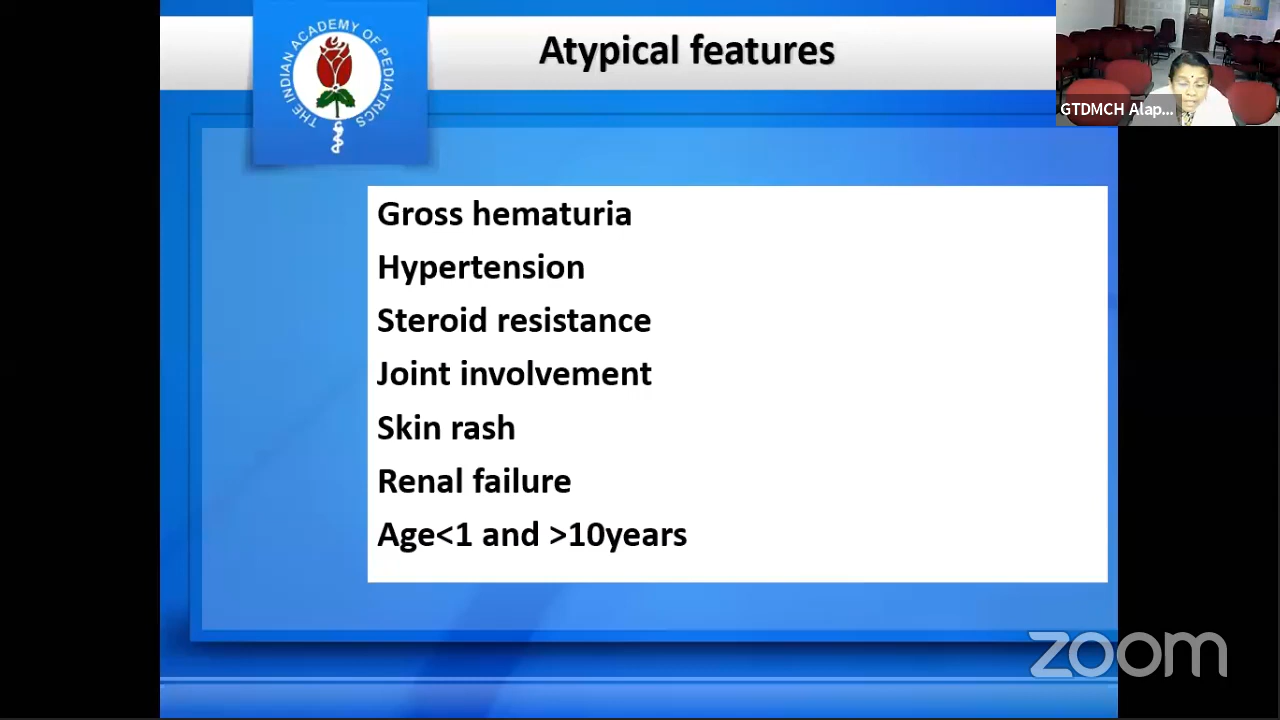 Atypical features
THE INDIAN ACADEMY OF PEDIATRICS
GTDMCH Alap...
Gross hematuria
Hypertension
Steroid resistance
Joint involvement
Skin rash
Renal failure
Age<1 and >10years
zoom